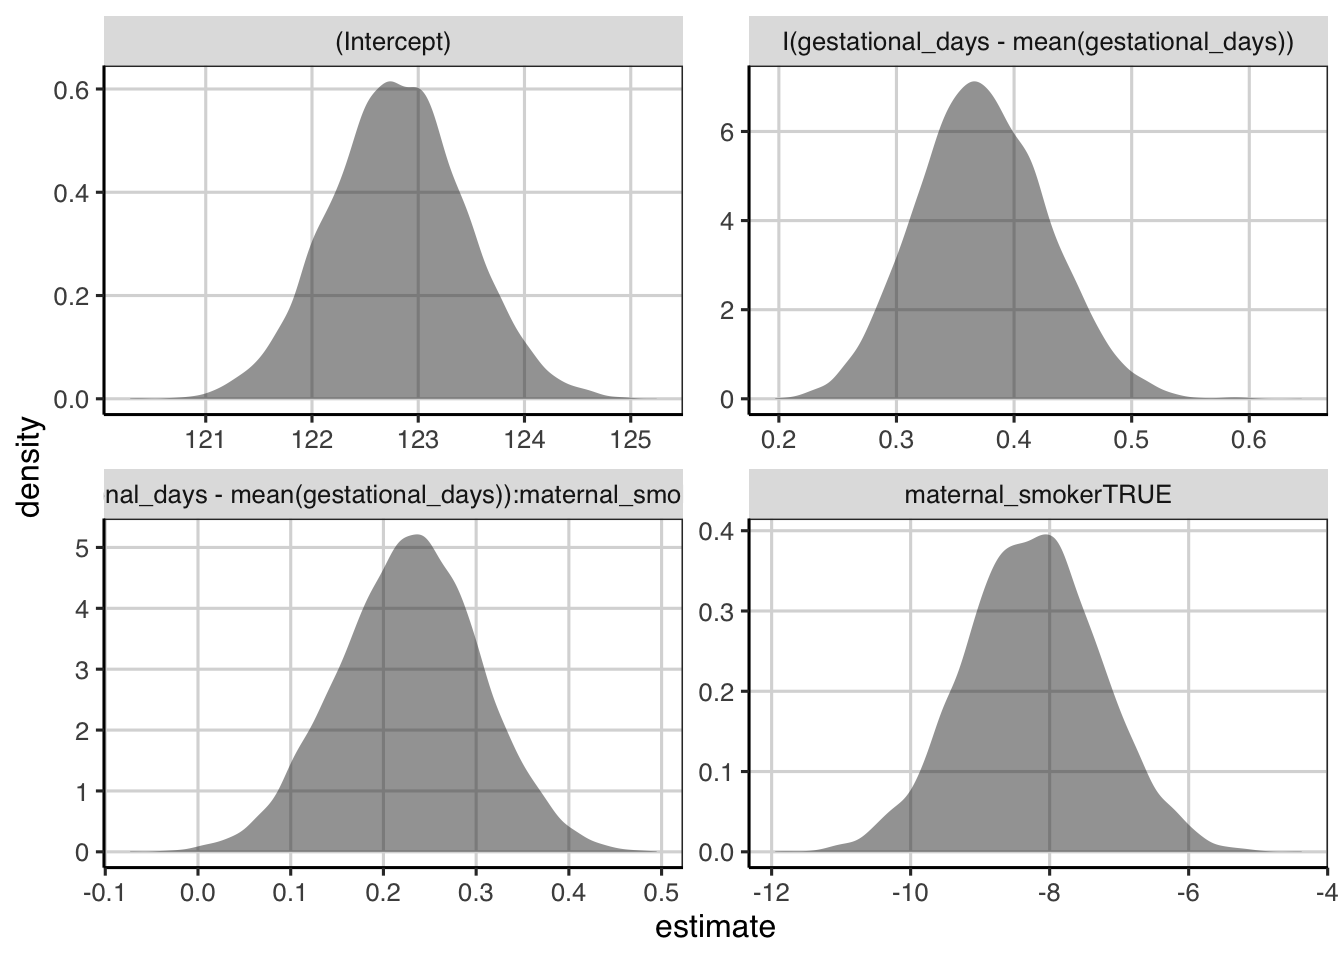 (Intercept)
I(gestational_days - mean(gestational_days))
0.6
0.4
0.2
0.0
121 122 123 124 125
6
4
2
0
0.2 0.3 0.4 0.5 0.6
density
nal_days - mean(gestational_days)):maternal_smo
maternal_smokerTRUE
5
4
3
2
1
0
-0.1 0.0 0.1 0.2 0.3 0.4 0.5
0.4
0.3
0.2
0.1
0.0
-12 -10 -8 -6 -4
estimate